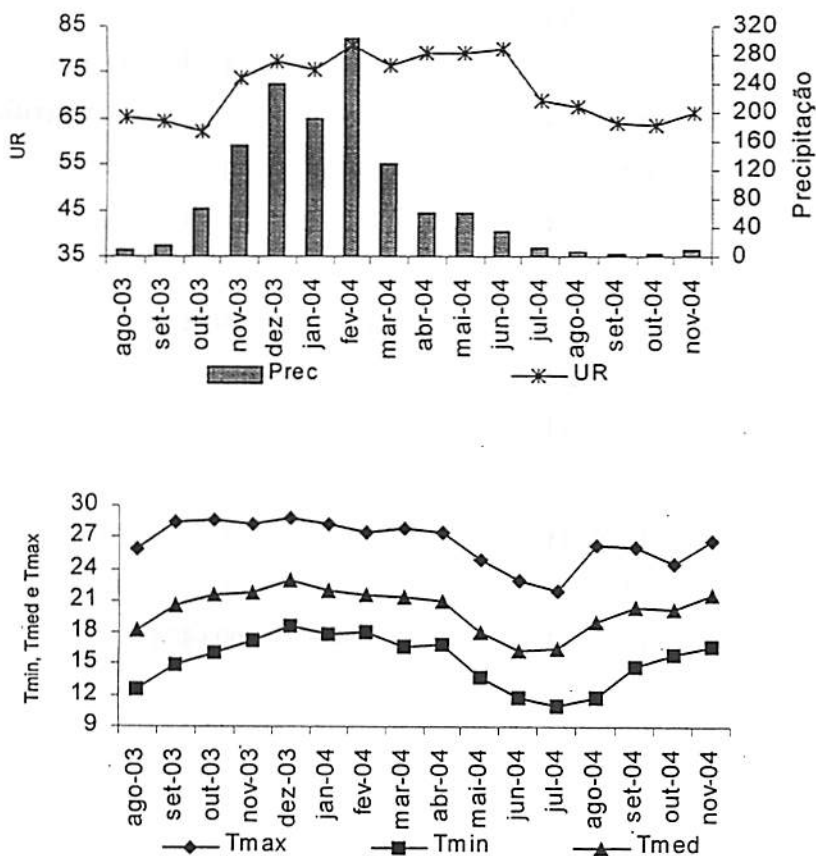 85
75
65
55
45
35
UR
320
280
240
200
160
120
80
40
0
Precipitação
ago-03
set-03
out-03
nov-03
dez-03
jan-04
fev-04
mar-04
abr-04
mai-04
jun-04
jul-04
ago-04
set-04
out-04
nov-04
Prec
UR
30
27
24
21
18
15
12
9
Tmin, Tmed e Tmax
ago-03
set-03
out-03
nov-03
dez-03
jan-04
fev-04
mar-04
abr-04
mai-04
jun-04
jul-04
ago-04
set-04
out-04
nov-04
Tmax
Tmin
Tmed